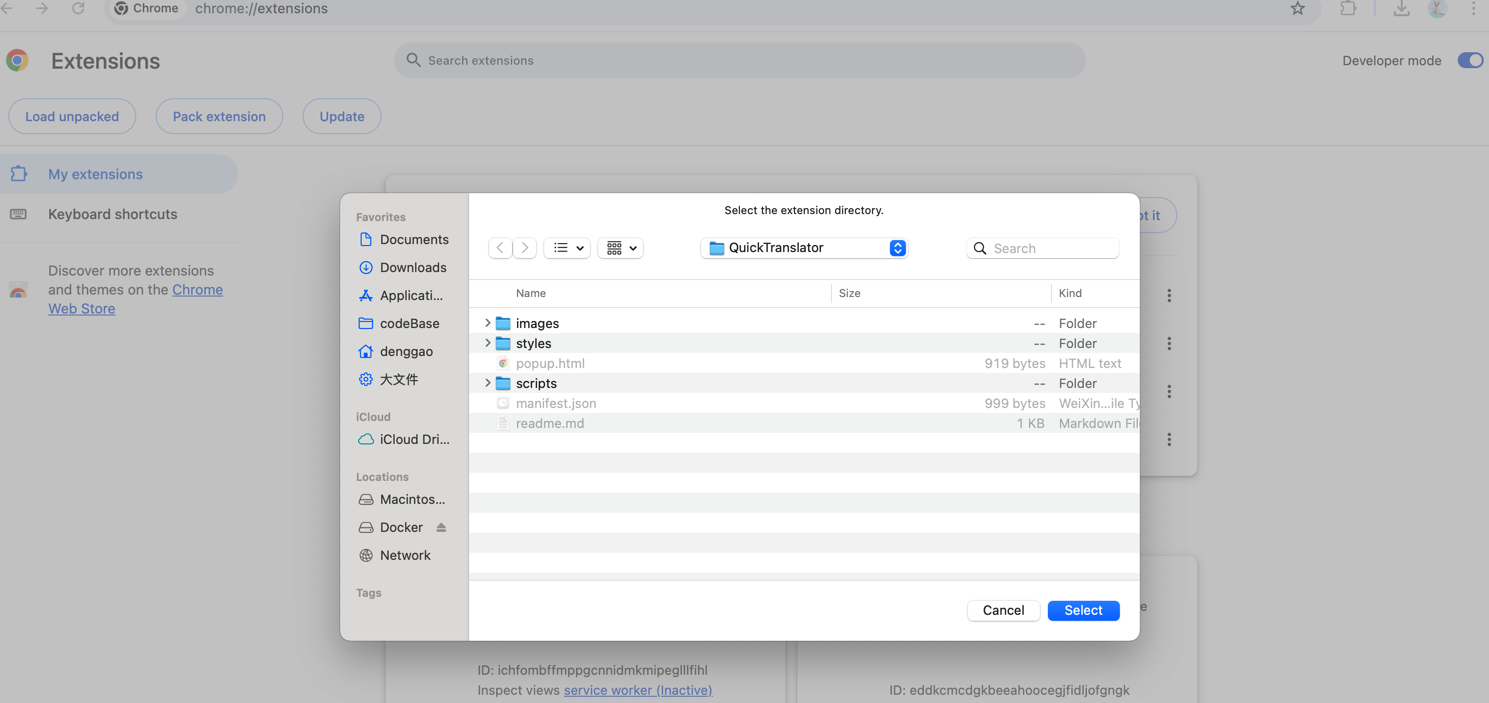 Chrome chrome://extensions
Extensions
Search extensions
Developer mode
Load unpacked
Pack extension
Update
My extensions
Keyboard shortcuts
Discover more extensions
and themes on the Chrome
Web Store
Favorites
Documents
Downloads
Applicati...
codeBase
denggao
大文件
iCloud
iCloud Dri...
Locations
Macintos...
Docker
Network
Tags
Select the extension directory.
QuickTranslator
Search
Name Size Kind
images -- Folder
styles -- Folder
popup.html 919 bytes HTML text
scripts -- Folder
manifest.json 999 bytes WeiXin...ile Ty
readme.md 1 KB Markdown Fil
Cancel
Select
ot it
e
ID: ichfombffmppgcnnidmkmipeglllfihl
Inspect views service worker (Inactive)
ID: eddkcmcdgkbeeahoocegjfidljofgngk